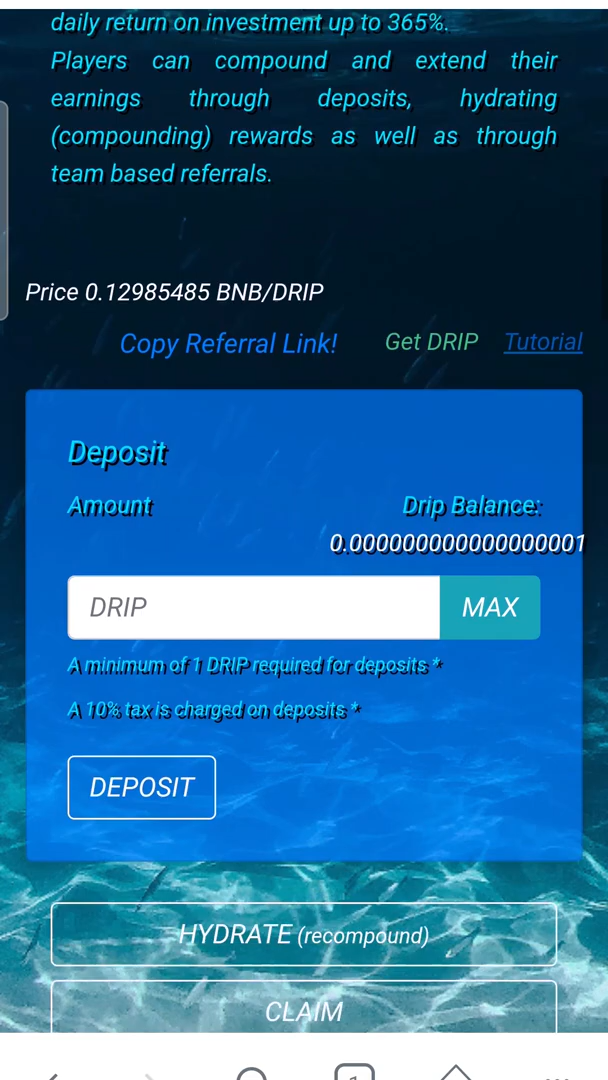 daily return on investment up to 365%.
Players can compound and extend their
earnings through deposits, hydrating
(compounding) rewards as well as through
team based referrals.
Price 0.12985485 BNB/DRIP
Copy Referral Link! Get DRIP Tutorial
Deposit
Amount Drip Balance:
0.000000000000000001
DRIP MAX
A minimum of 1 DRIP required for deposits *
A 10% tax is charged on deposits *
DEPOSIT
HYDRATE (recompound)
CLAIM
1